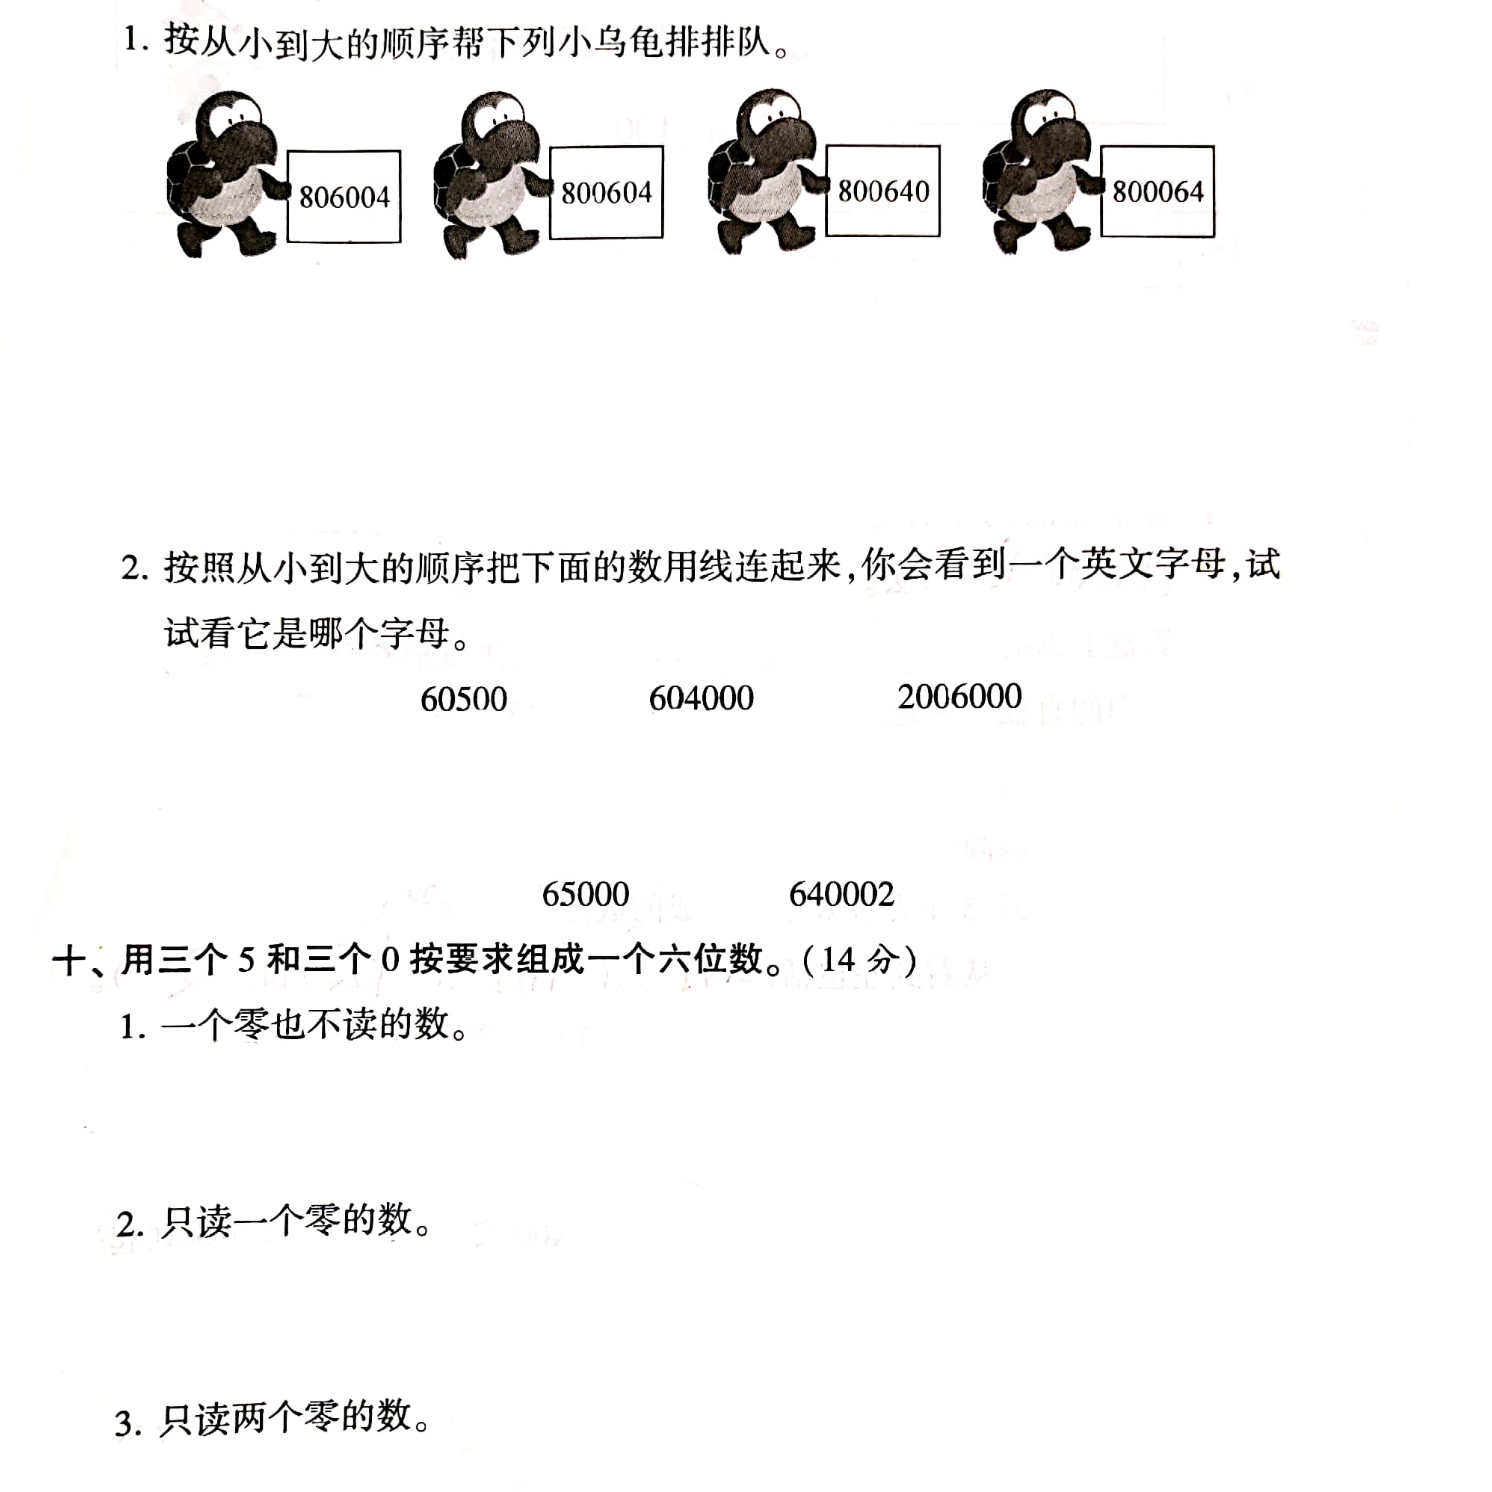 1. 按从小到大的顺序帮下列小乌龟排排队。
806004 800604 800640 800064
2. 按照从小到大的顺序把下面的数用线连起来,你会看到一个英文字母,试
试看它是哪个字母。
60500 604000 2006000
65000 640002
十、用三个 5 和三个 0 按要求组成一个六位数。(14 分)
1. 一个零也不读的数。
2. 只读一个零的数。
3. 只读两个零的数。